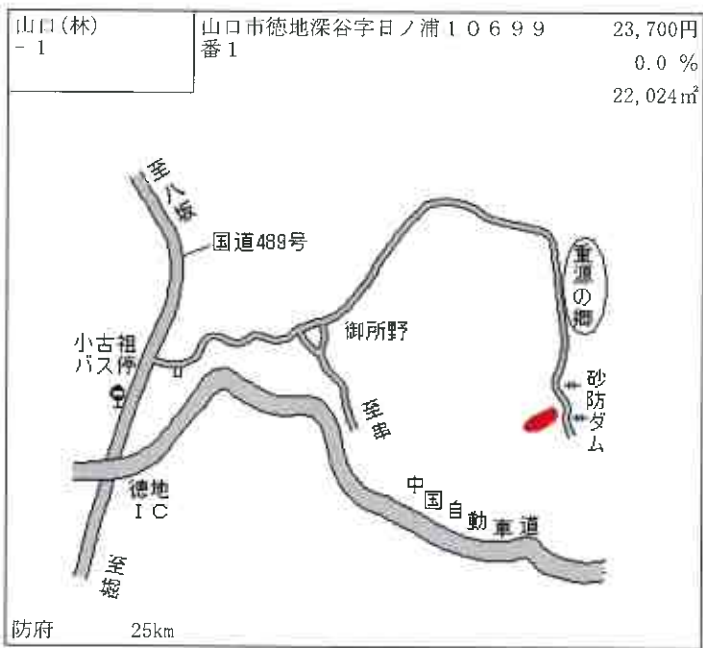 山口(林)
－1
山口市徳地深谷字日ノ浦１０６９９
番１
23,700円
0.0 %
22,024㎡
至八坂
国道489号
重源の郷
御所野
小古祖
バス停
砂防ダム
至串
徳地
ＩＣ
中国自動車道
至堀
防府 25km